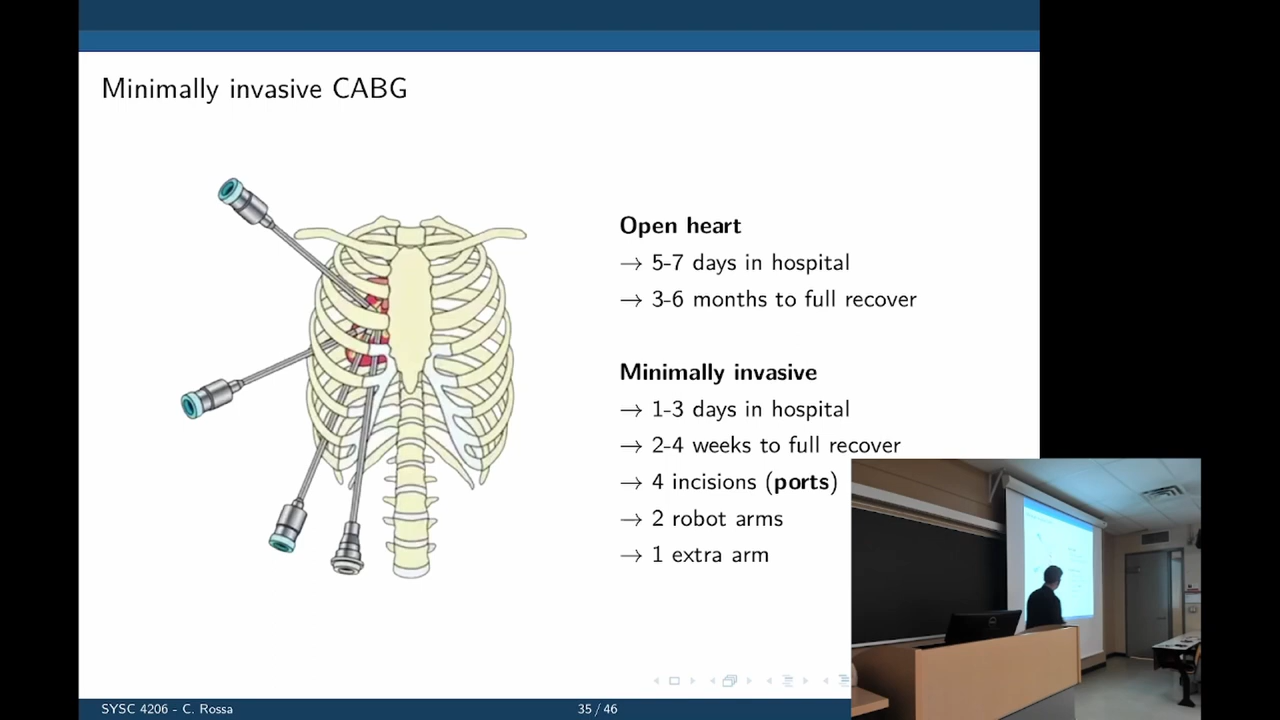 Minimally invasive CABG
Open heart
→ 5-7 days in hospital
→ 3-6 months to full recover
Minimally invasive
→ 1-3 days in hospital
→ 2-4 weeks to full recover
→ 4 incisions (ports)
→ 2 robot arms
→ 1 extra arm
SYSC 4206 - C. Rossa
35 / 46